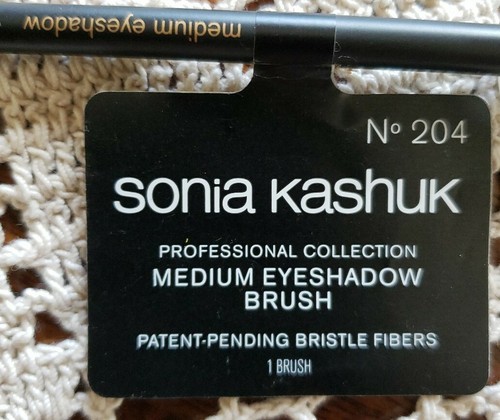 medium eyeshadow
Nº 204
sonia kashuk
PROFESSIONAL COLLECTION
MEDIUM EYESHADOW
BRUSH
PATENT-PENDING BRISTLE FIBERS
1 BRUSH